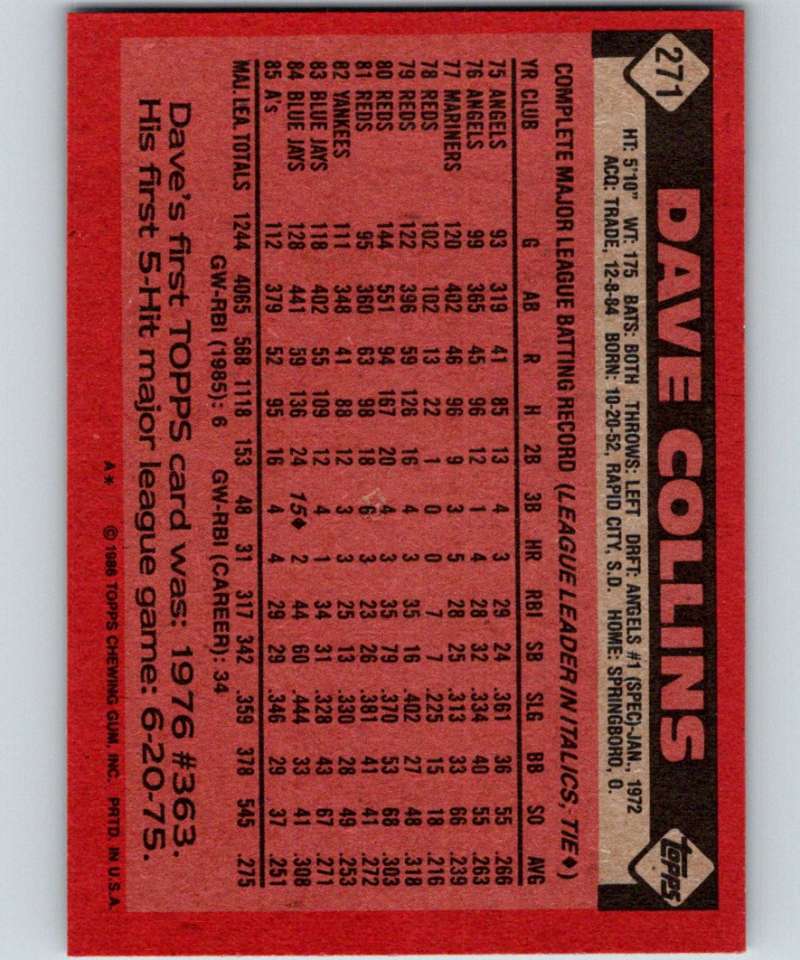 271
DAVE COLLINS
topps
HT: 5'10" WT: 175 BATS: BOTH THROWS: LEFT DRFT: ANGELS #1 (SPEC)-JAN., 1972
ACQ: TRADE, 12-8-84 BORN: 10-20-52, RAPID CITY, S.D. HOME: SPRINGBORO, O.
COMPLETE MAJOR LEAGUE BATTING RECORD (LEAGUE LEADER IN ITALICS, TIE♦)
YR CLUB G AB R H 2B 3B HR RBI SB SLG BB SO AVG
75 ANGELS 93 319 41 85 13 4 3 29 24 .361 36 55 .266
76 ANGELS 99 365 45 96 12 1 4 28 32 .334 40 55 .263
77 MARINERS 120 402 46 96 9 3 5 28 25 .313 33 66 .239
78 REDS 102 102 13 22 1 0 0 7 7 .225 15 18 .216
79 REDS 122 396 59 126 16 4 3 35 16 .402 27 48 .318
80 REDS 144 551 94 167 20 4 3 35 79 .370 53 68 .303
81 REDS 95 360 63 98 18 6 3 23 26 .381 41 41 .272
82 YANKEES 111 348 41 88 12 3 3 25 13 .330 28 49 .253
83 BLUE JAYS 118 402 55 109 12 4 1 34 31 .328 43 67 .271
84 BLUE JAYS 128 441 59 136 24 15♦ 2 44 60 .444 33 41 .308
85 A's 112 379 52 95 16 4 4 29 29 .346 29 37 .251
MAJ. LEA. TOTALS 1244 4065 568 1118 153 48 31 317 342 .359 378 545 .275
GW-RBI (1985): 6 GW-RBI (CAREER): 34
Dave's first TOPPS card was: 1976 #363.
His first 5-Hit major league game: 6-20-75.
A* © 1986 TOPPS CHEWING GUM, INC. PRTD. IN U.S.A.